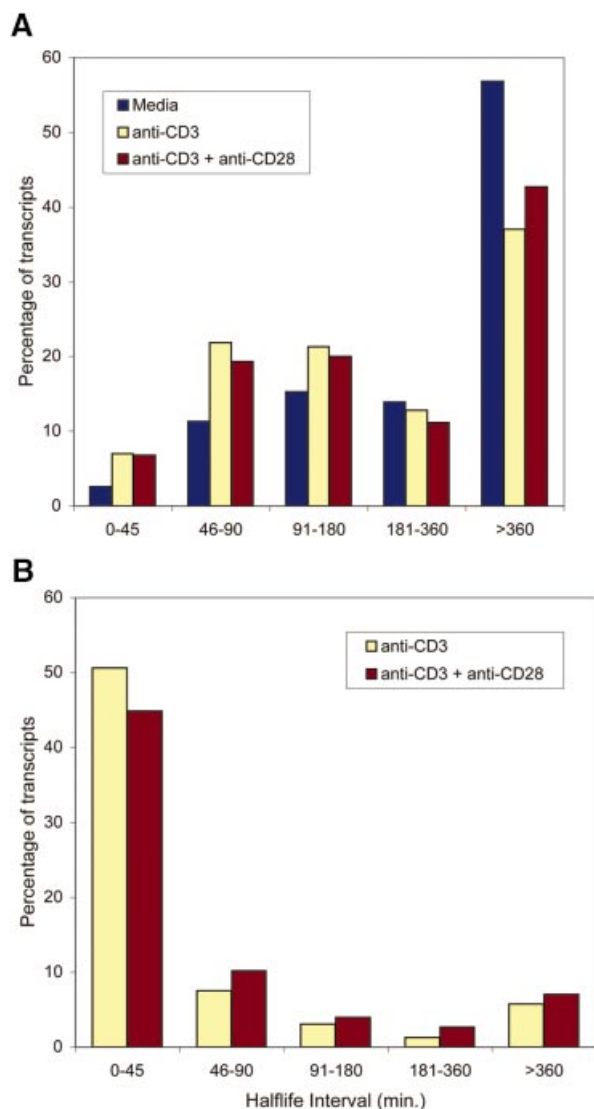 A
Percentage of transcripts
60
50
40
30
20
10
0
Media
anti-CD3
anti-CD3 + anti-CD28
0-45 46-90 91-180 181-360 >360
B
Percentage of transcripts
60
50
40
30
20
10
0
anti-CD3
anti-CD3 + anti-CD28
0-45 46-90 91-180 181-360 >360
Halflife Interval (min.)